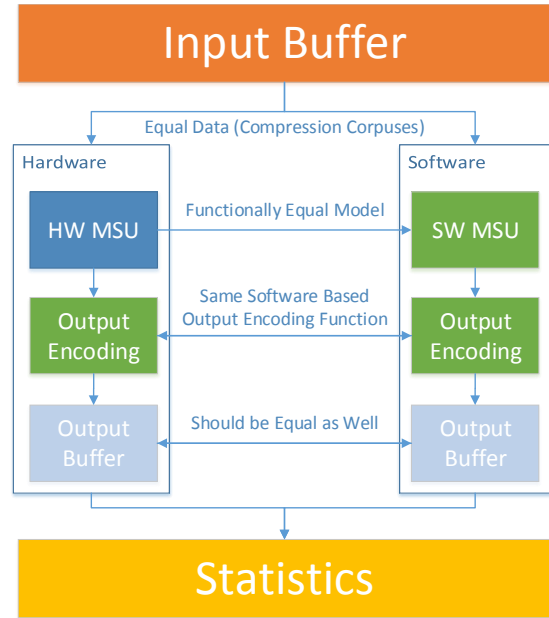 Input Buffer
Equal Data (Compression Corpuses)
Hardware
Software
HW MSU
Functionally Equal Model
SW MSU
Output
Encoding
Same Software Based
Output Encoding Function
Output
Encoding
Output
Buffer
Should be Equal as Well
Output
Buffer
Statistics